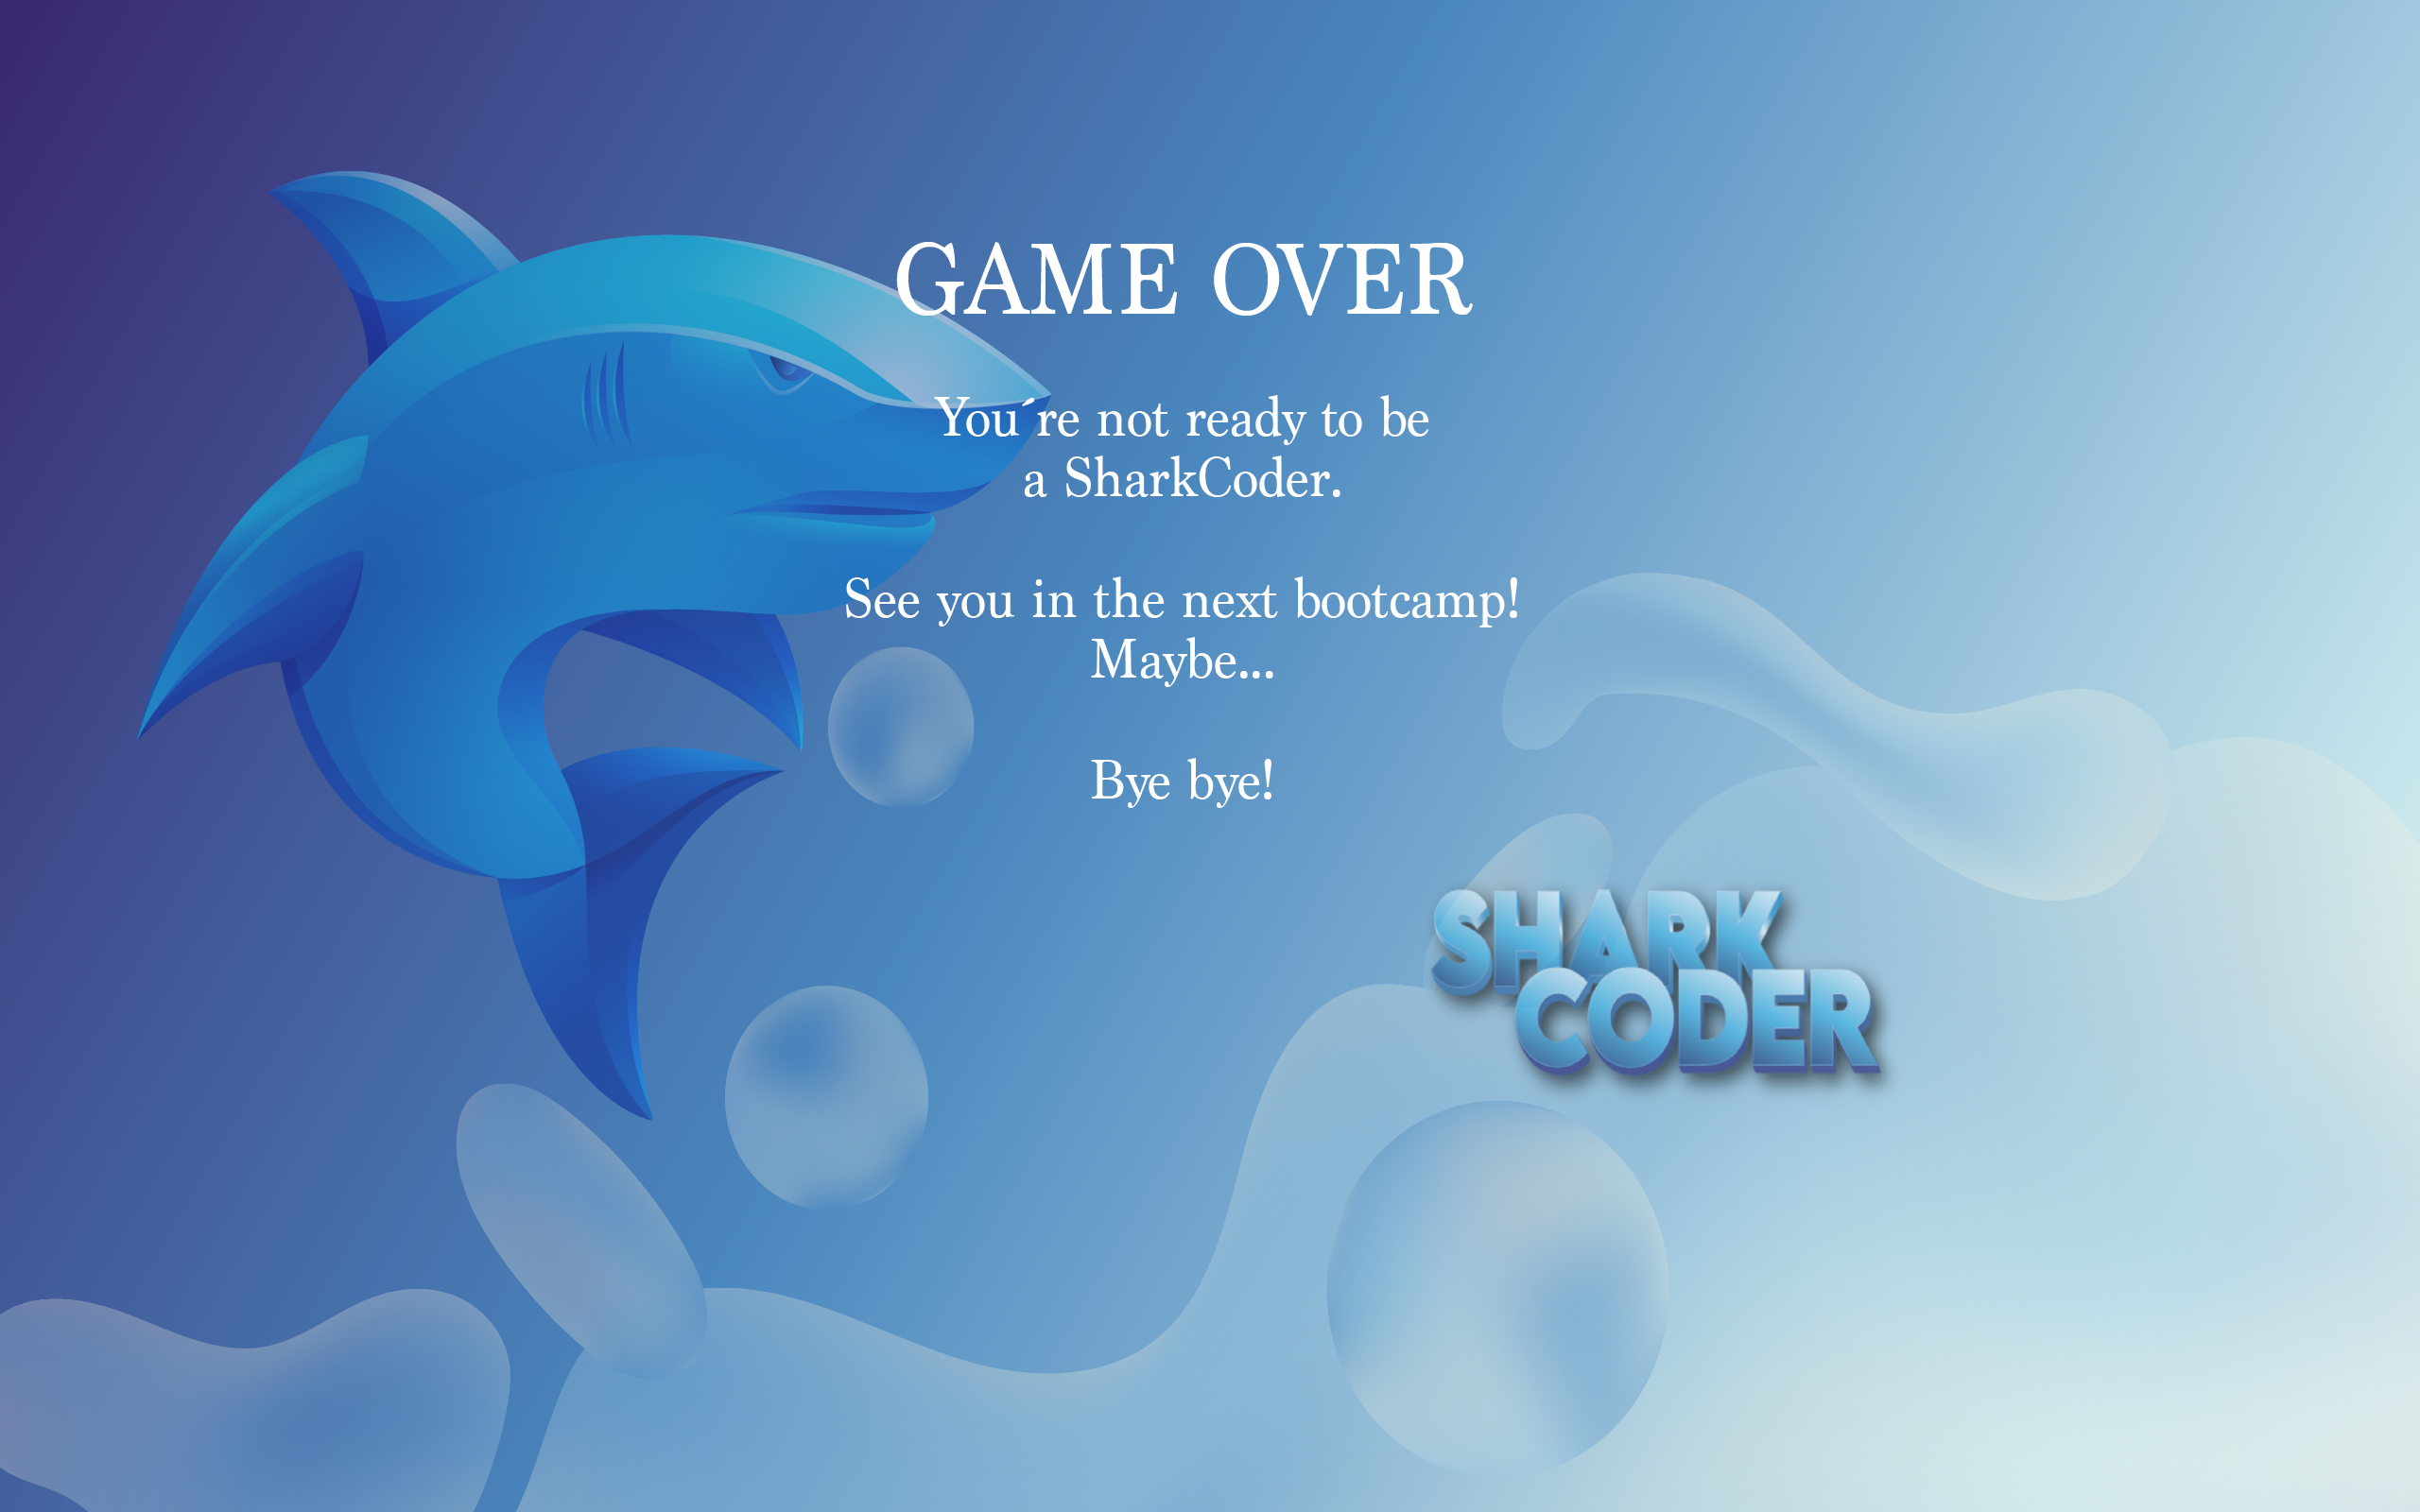 GAME OVER
You´re not ready to be
a SharkCoder.
See you in the next bootcamp!
Maybe...
Bye bye!
SHARK
CODER